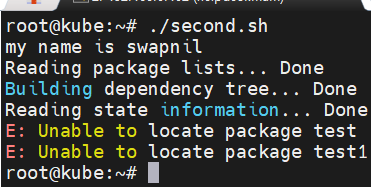 root@kube:~# ./second.sh
my name is swapnil
Reading package lists... Done
Building dependency tree... Done
Reading state information... Done
E: Unable to locate package test
E: Unable to locate package test1
root@kube:~#